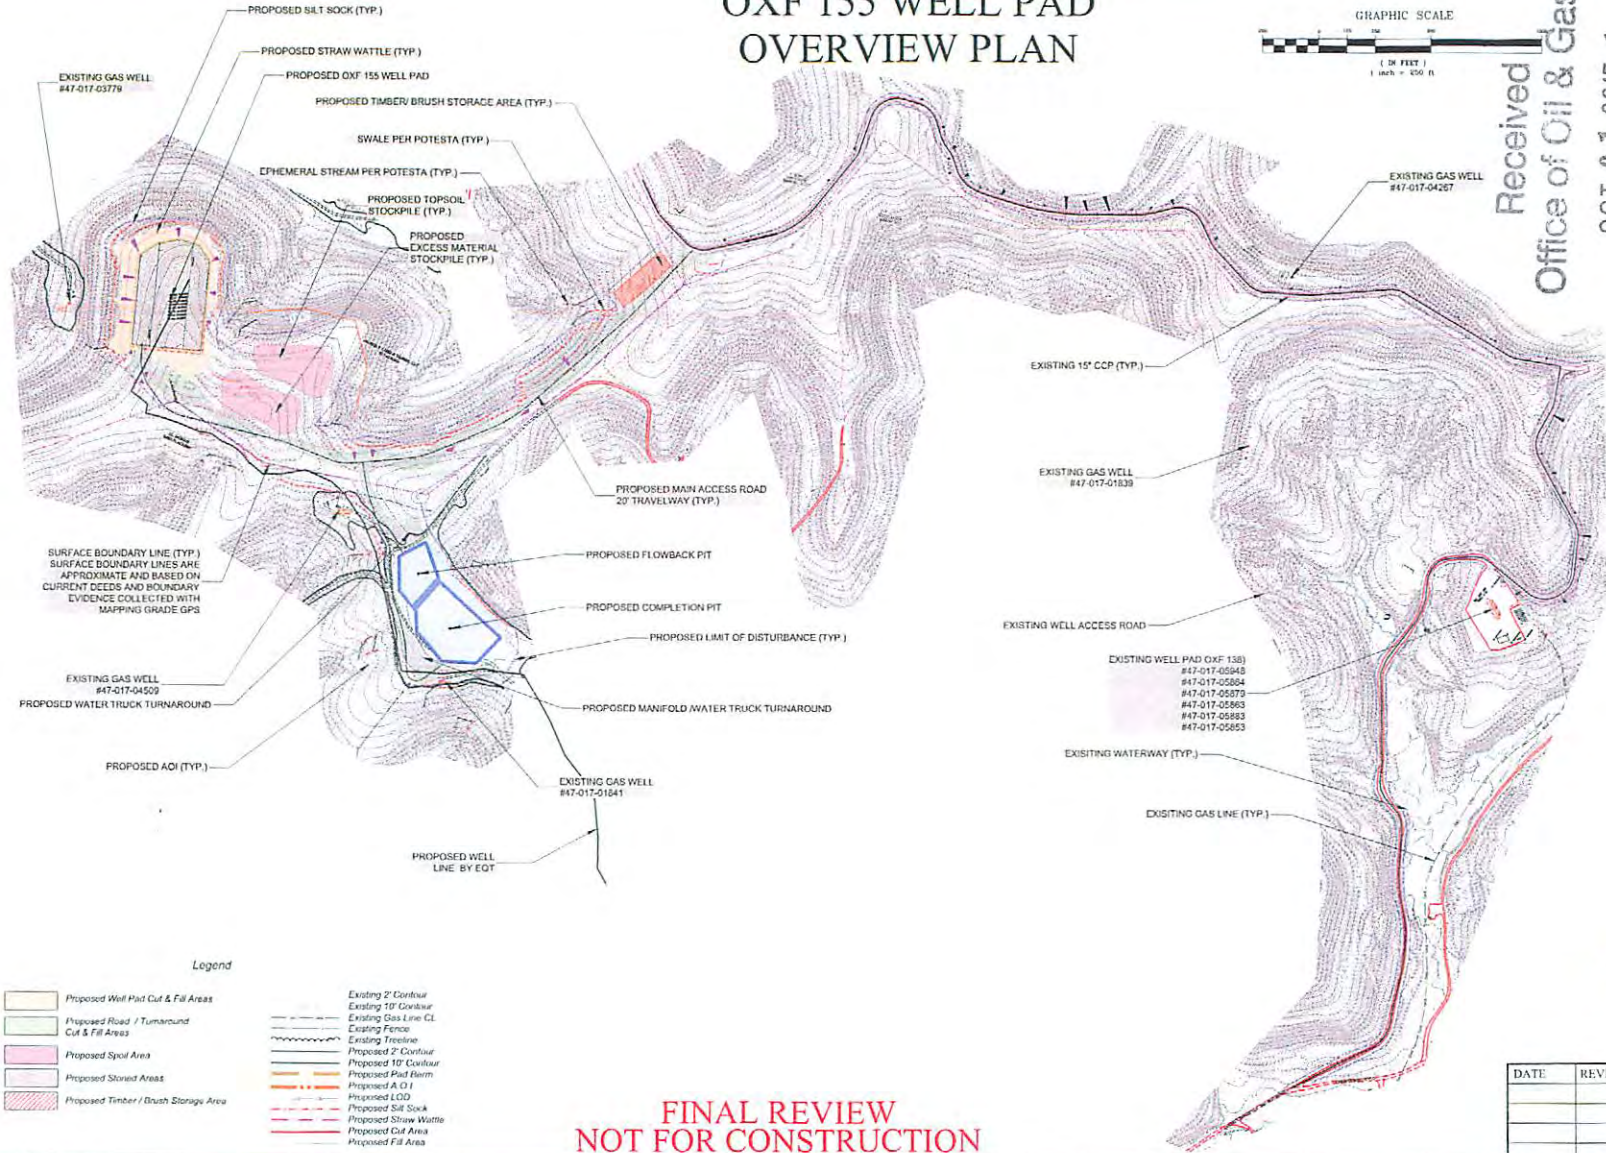 OXF 155 WELL PAD
OVERVIEW PLAN
GRAPHIC SCALE
( IN FEET )
1 inch = 250 ft
Received
Office of Oil & Gas
PROPOSED SILT SOCK (TYP.)
PROPOSED STRAW WATTLE (TYP.)
EXISTING GAS WELL
#47-017-03779
PROPOSED OXF 155 WELL PAD
PROPOSED TIMBER/ BRUSH STORAGE AREA (TYP.)
SWALE PER POTESTA (TYP.)
EPHEMERAL STREAM PER POTESTA (TYP.)
PROPOSED TOPSOIL
STOCKPILE (TYP.)
PROPOSED
EXCESS MATERIAL
STOCKPILE (TYP.)
EXISTING GAS WELL
#47-017-04267
EXISTING 15" CCP (TYP.)
EXISTING GAS WELL
#47-017-01839
PROPOSED MAIN ACCESS ROAD
20' TRAVELWAY (TYP.)
SURFACE BOUNDARY LINE (TYP.)
SURFACE BOUNDARY LINES ARE
APPROXIMATE AND BASED ON
CURRENT DEEDS AND BOUNDARY
EVIDENCE COLLECTED WITH
MAPPING GRADE GPS
PROPOSED FLOWBACK PIT
PROPOSED COMPLETION PIT
PROPOSED LIMIT OF DISTURBANCE (TYP.)
EXISTING WELL ACCESS ROAD
EXISTING WELL PAD OXF 138)
#47-017-05948
#47-017-05864
#47-017-05879
#47-017-05863
#47-017-05883
#47-017-05853
EXISTING GAS WELL
#47-017-04509
PROPOSED WATER TRUCK TURNAROUND
PROPOSED MANIFOLD /WATER TRUCK TURNAROUND
PROPOSED AOI (TYP.)
EXISTING GAS WELL
#47-017-01841
EXISITING WATERWAY (TYP.)
EXISITING GAS LINE (TYP.)
PROPOSED WELL
LINE BY EQT
Legend
Proposed Well Pad Cut & Fill Areas
Proposed Road / Turnaround
Cut & Fill Areas
Proposed Spoil Area
Proposed Stoned Areas
Proposed Timber / Brush Storage Area
Existing 2' Contour
Existing 10' Contour
Existing Gas Line CL
Existing Fence
Existing Treeline
Proposed 2' Contour
Proposed 10' Contour
Proposed Pad Berm
Proposed A O I
Proposed LOD
Proposed Silt Sock
Proposed Straw Wattle
Proposed Cut Area
Proposed Fill Area
FINAL REVIEW
NOT FOR CONSTRUCTION
DATE